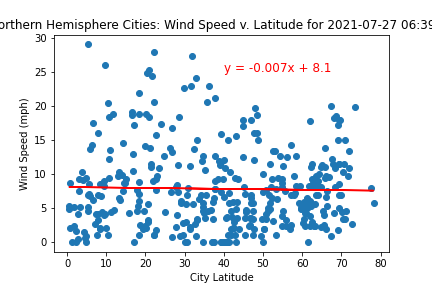 orthern Hemisphere Cities: Wind Speed v. Latitude for 2021-07-27 06:39
30
25
20
15
10
5
0
Wind Speed (mph)
y = -0.007x + 8.1
0 10 20 30 40 50 60 70 80
City Latitude